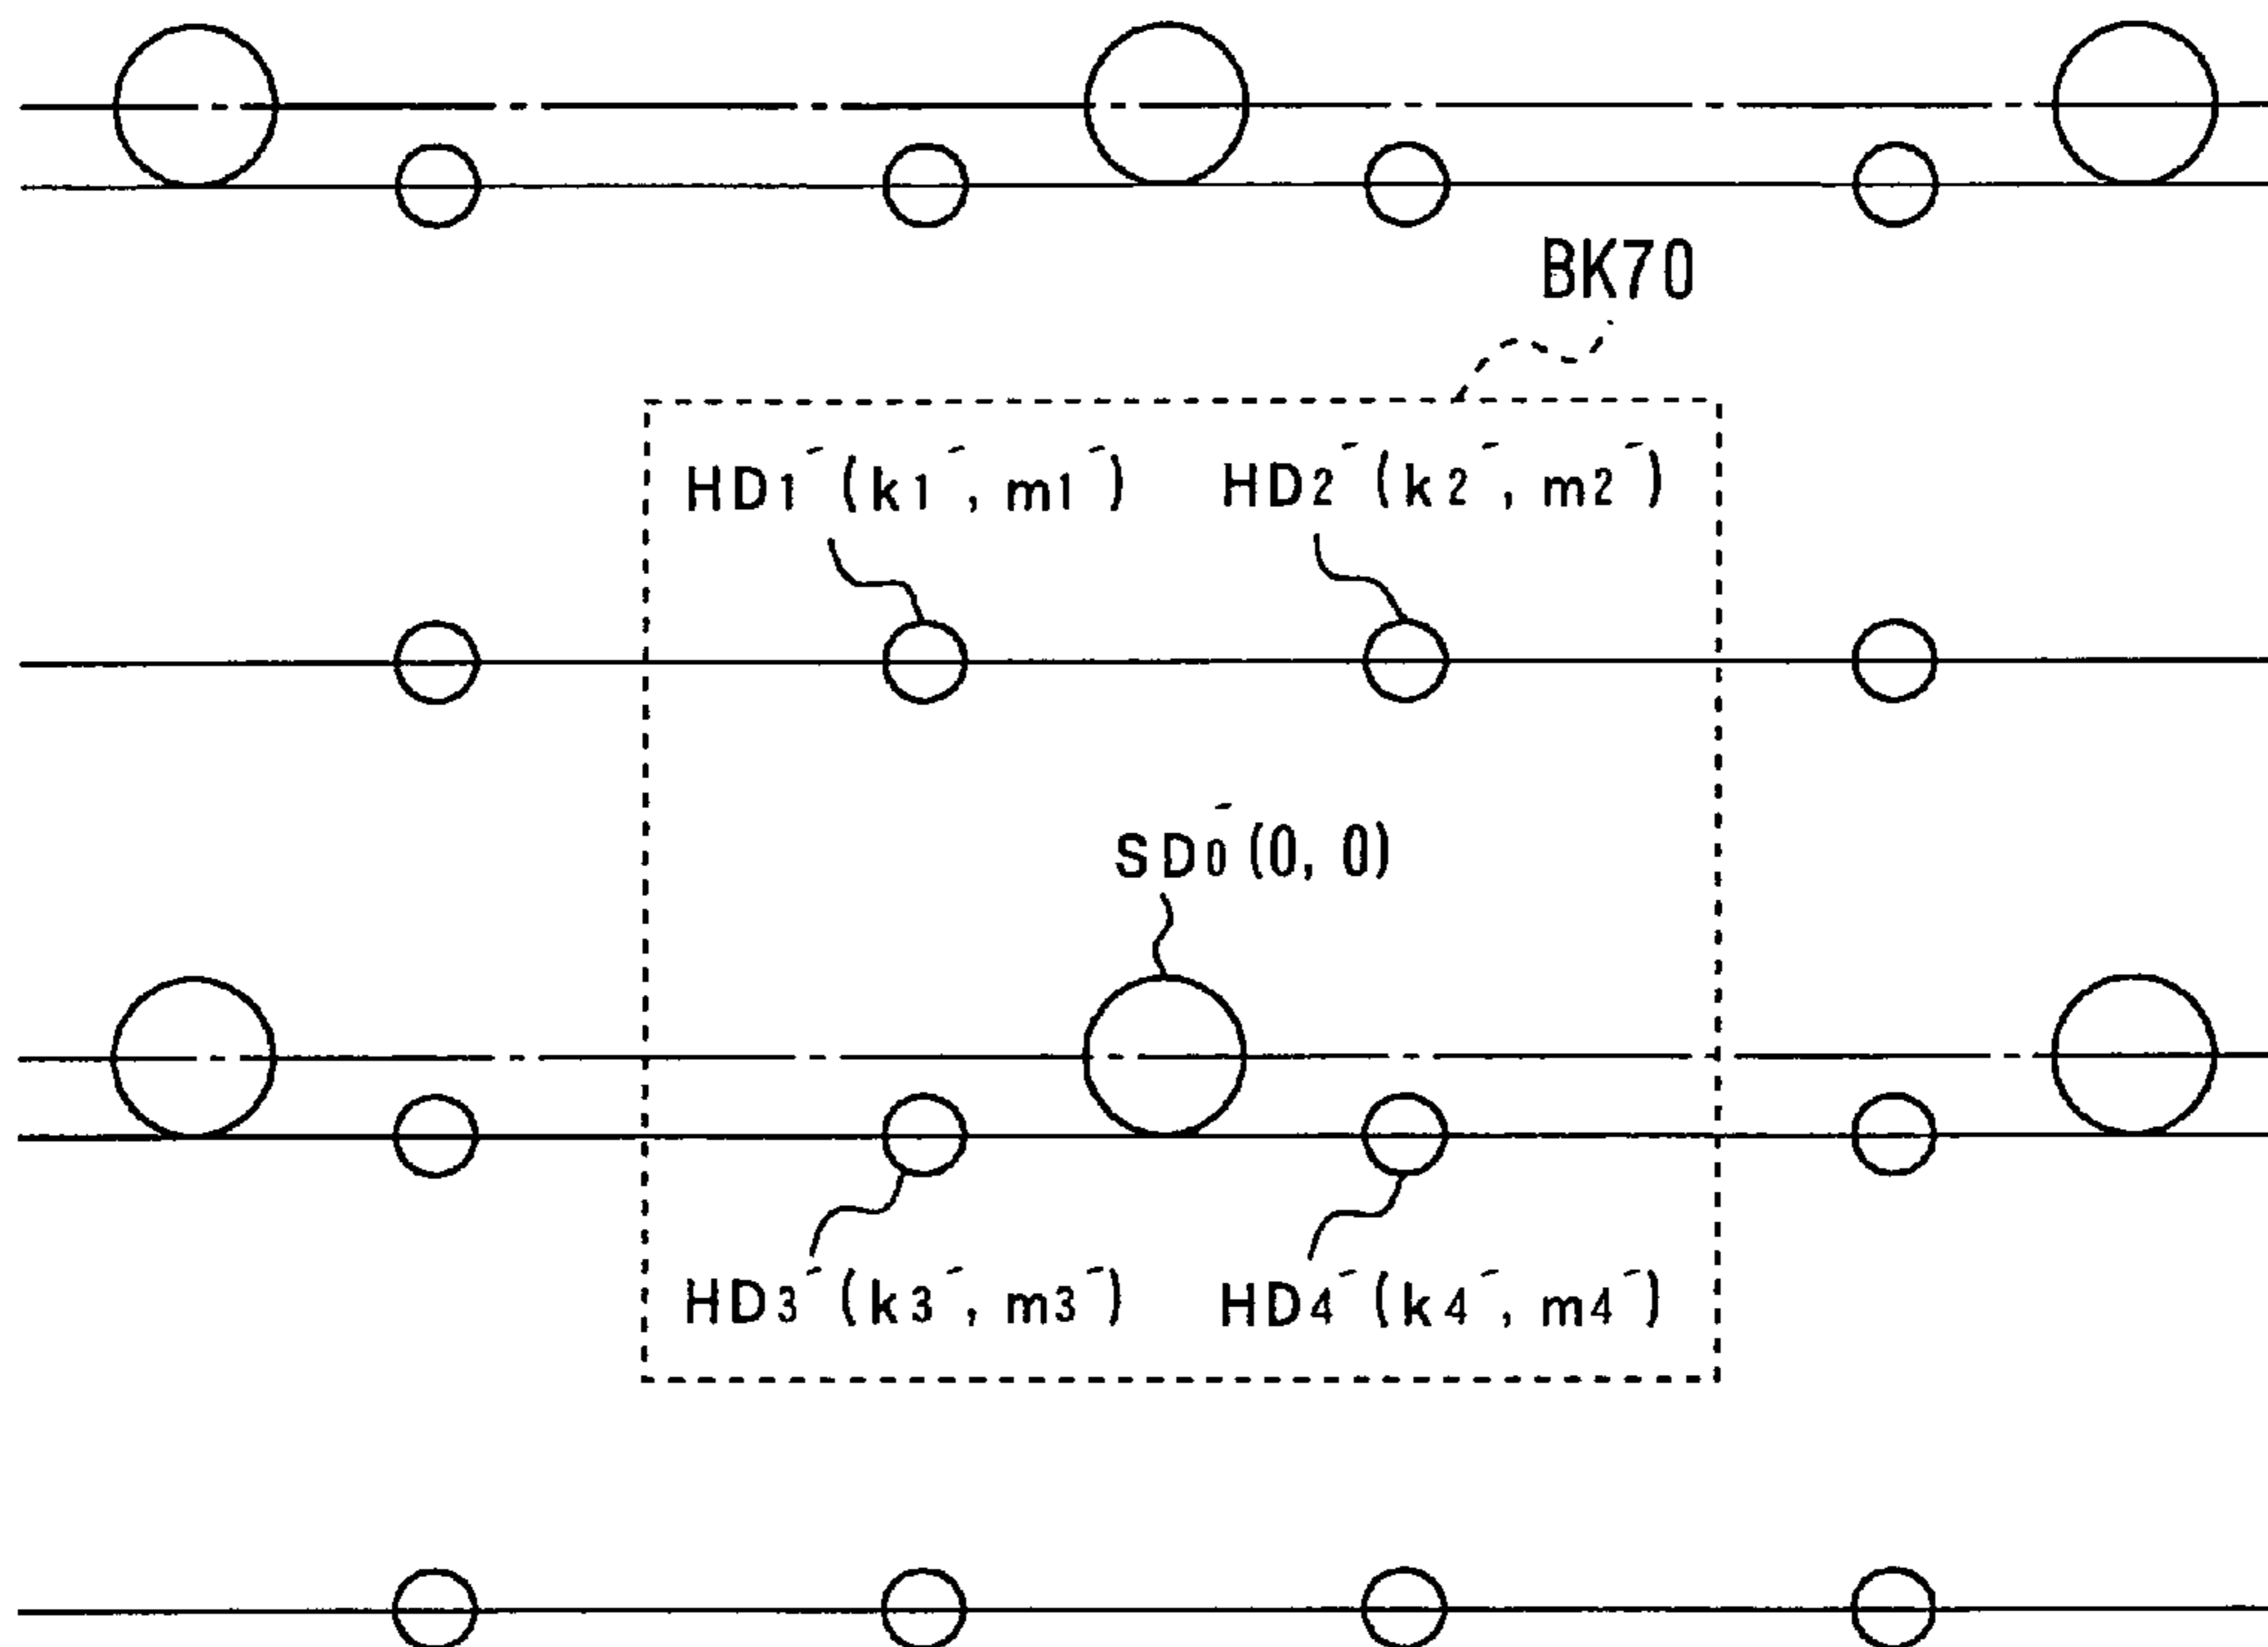 BK70
HD1´(k1´, m1´) HD2´(k2´, m2´)
SD0´(0, 0)
HD3´(k3´, m3´) HD4´(k4´, m4´)